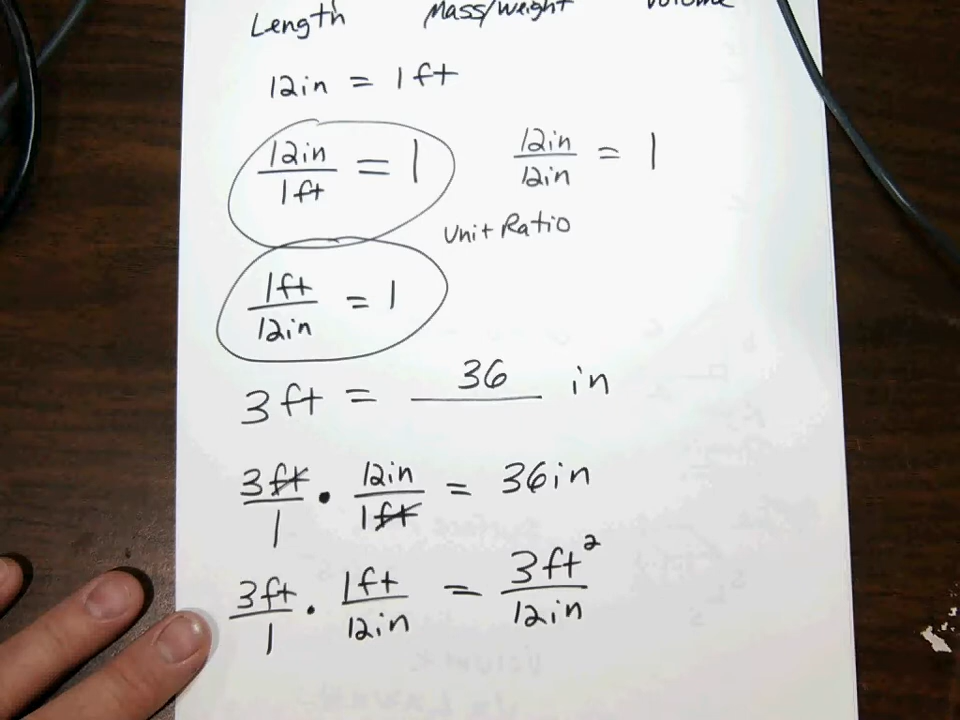 Length Mass/weight Volume
12in = 1ft
12in/1ft = 1 12in/12in = 1
Unit Ratio
1ft/12in = 1
3ft = 36 in
3ft/1 • 12in/1ft = 36in
3ft/1 • 1ft/12in = 3ft²/12in